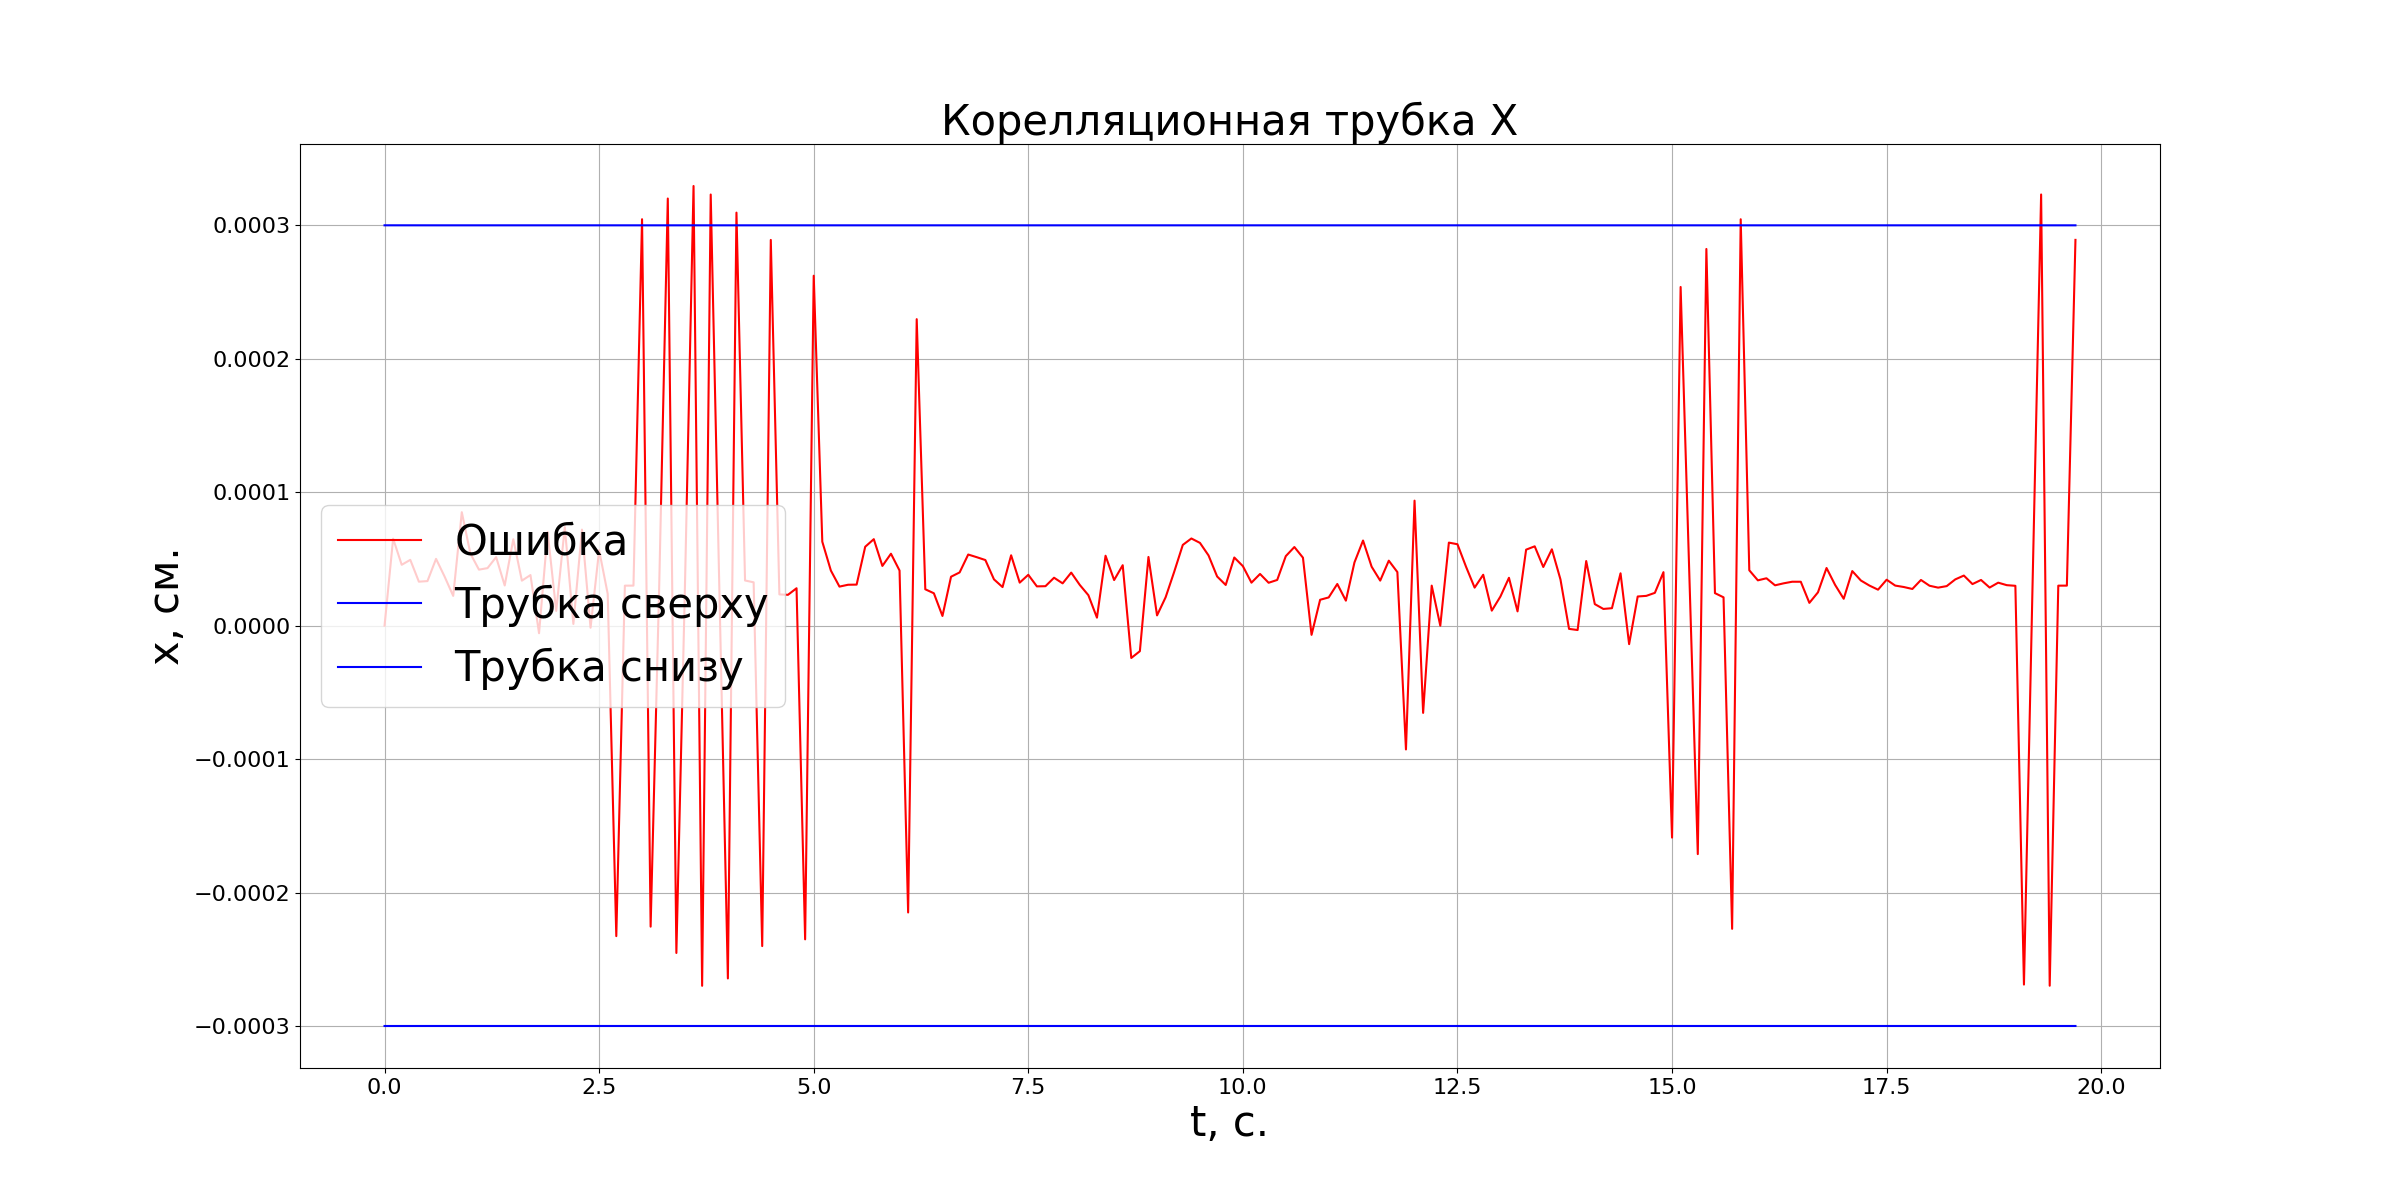 Корелляционная трубка X
x, см.
0.0003
0.0002
0.0001
0.0000
−0.0001
−0.0002
−0.0003
Ошибка
Трубка сверху
Трубка снизу
0.0 2.5 5.0 7.5 10.0 12.5 15.0 17.5 20.0
t, с.